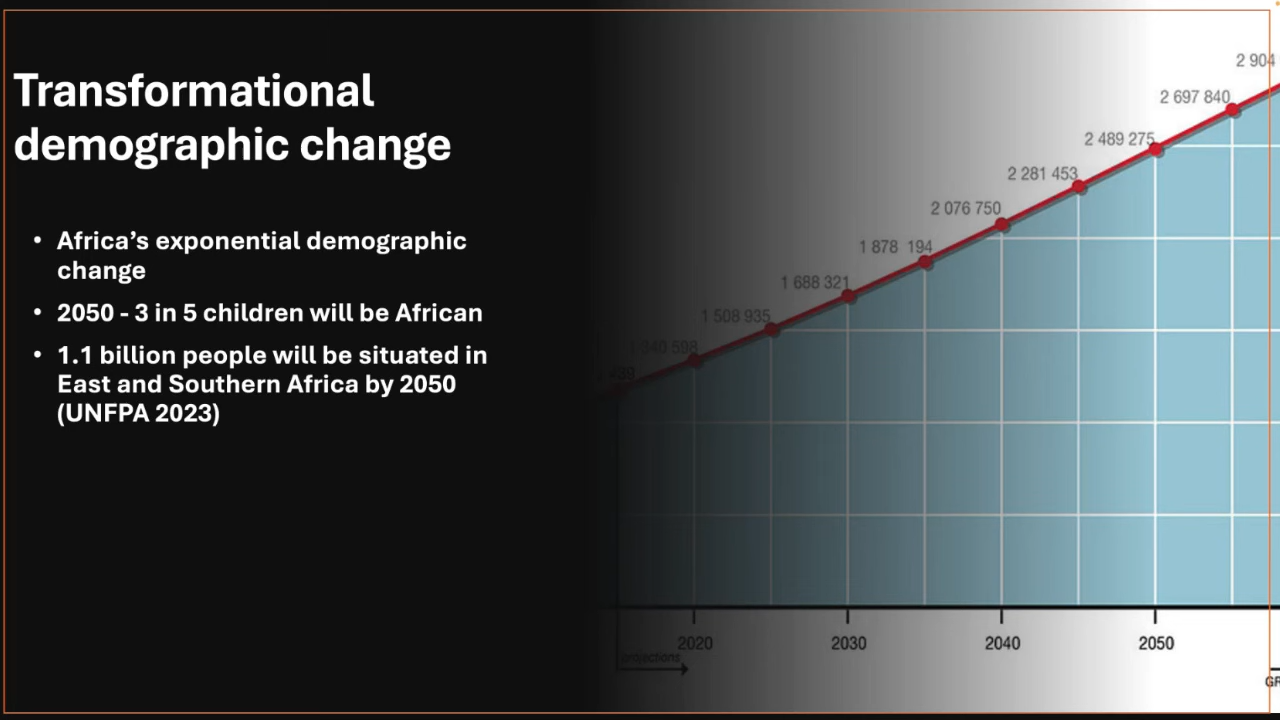 Transformational
demographic change
• Africa’s exponential demographic
change
• 2050 - 3 in 5 children will be African
• 1.1 billion people will be situated in
East and Southern Africa by 2050
(UNFPA 2023)
2 904
2 697 840
2 489 275
2 281 453
2 076 750
1 878 194
1 688 321
1 508 935
2020
2030
2040
2050
projections